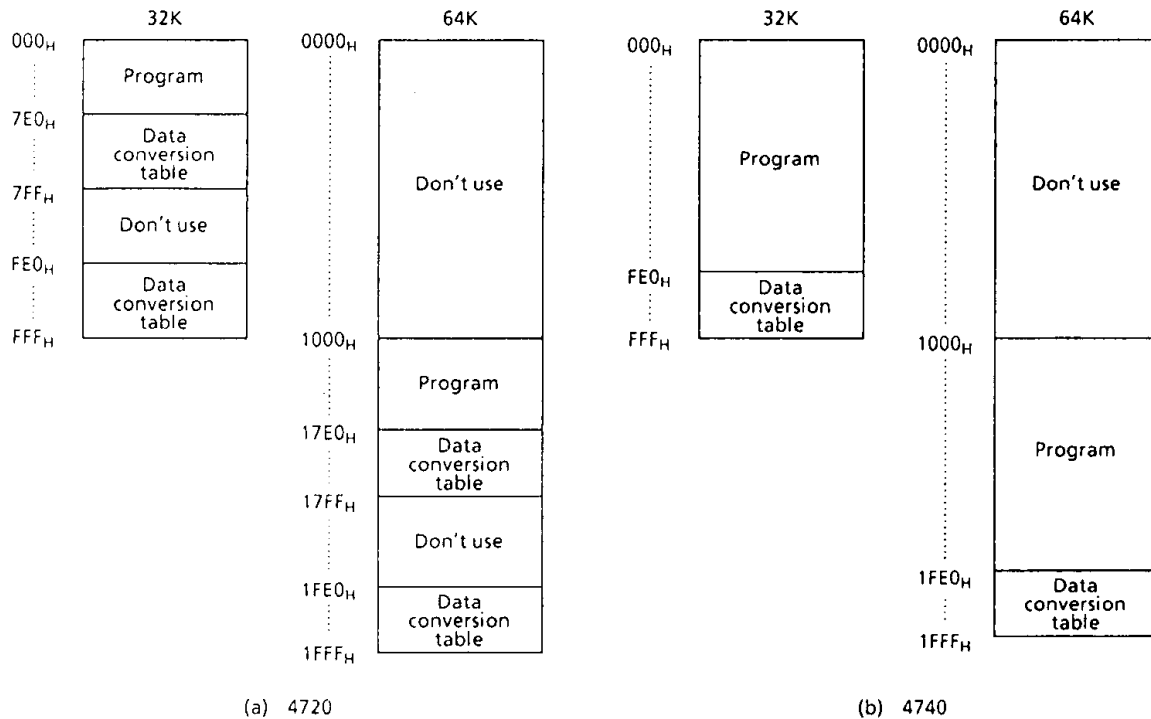 32K
000H
Program
7E0H
Data
conversion
table
7FFH
Don't use
FE0H
Data
conversion
table
FFFH
64K
0000H
Don't use
1000H
Program
17E0H
Data
conversion
table
17FFH
Don't use
1FE0H
Data
conversion
table
1FFFH
(a) 4720
32K
000H
Program
FE0H
Data
conversion
table
FFFH
64K
0000H
Don't use
1000H
Program
1FE0H
Data
conversion
table
1FFFH
(b) 4740